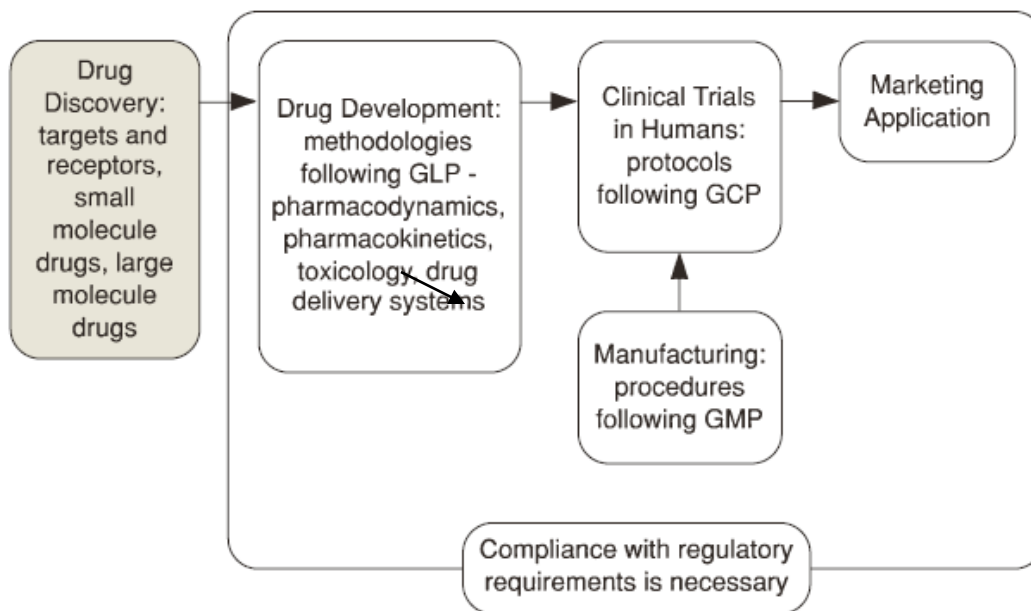 Drug
Discovery:
targets and
receptors,
small
molecule
drugs, large
molecule
drugs
Drug Development:
methodologies
following GLP -
pharmacodynamics,
pharmacokinetics,
toxicology, drug
delivery systems
Clinical Trials
in Humans:
protocols
following GCP
Marketing
Application
Manufacturing:
procedures
following GMP
Compliance with regulatory
requirements is necessary